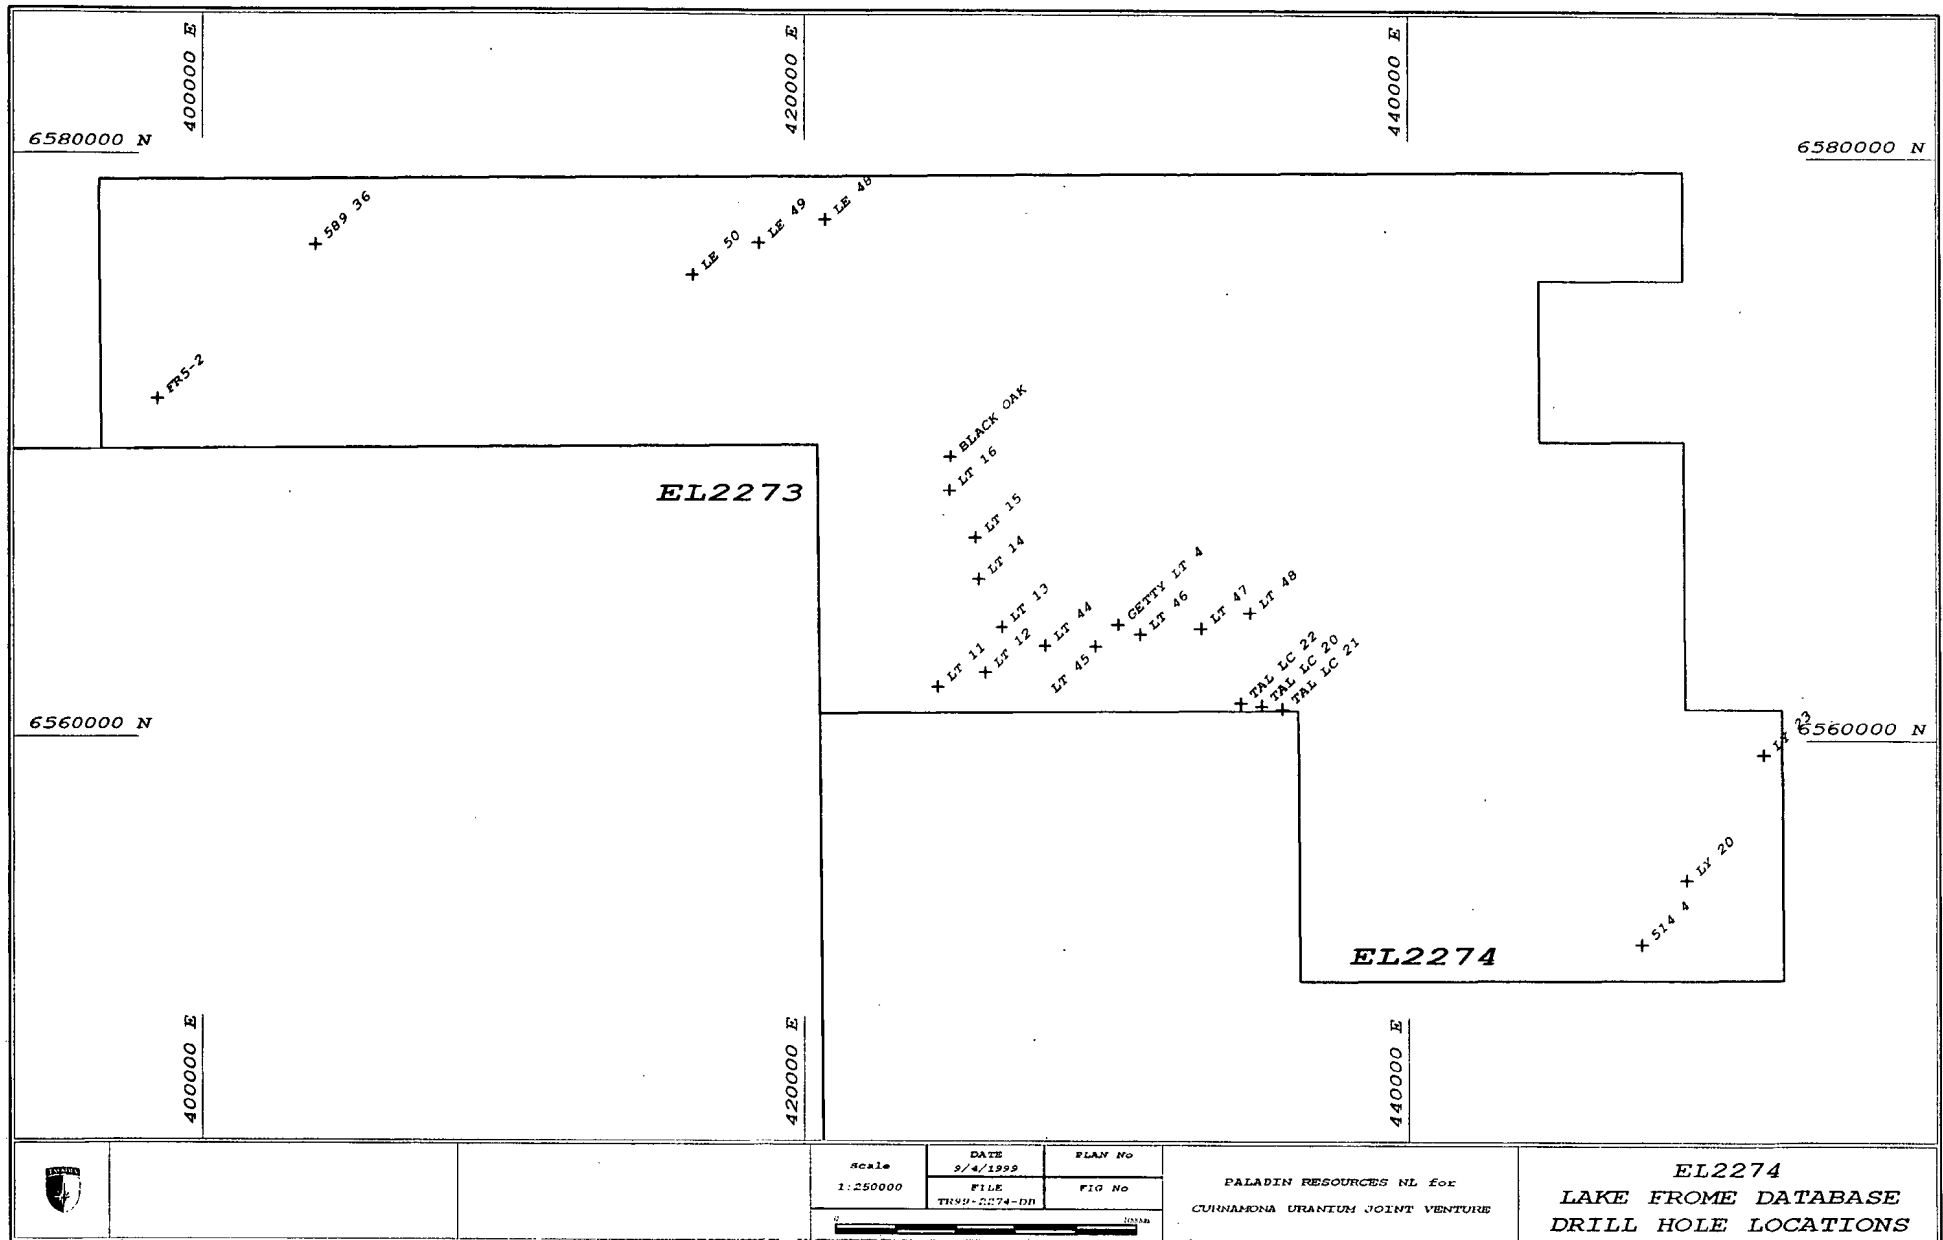 400000 E
420000 E
440000 E
6580000 N
6580000 N
589 36
LE 50
LE 49
LE 48
FR5-2
BLACK OAK
LT 16
EL2273
LT 15
LT 14
LT 13
LT 44
GETTY LT 4
LT 46
LT 47
LT 48
LT 11
LT 12
LT 45
TAL LC 22
TAL LC 20
TAL LC 21
6560000 N
LY 23
6560000 N
LY 20
514 4
EL2274
400000 E
420000 E
440000 E
Scale
1:250000
DATE
9/4/1999
PLAN No
FILE
TR99-2274-DD
FIG No
0
PALADIN RESOURCES NL for
CURNAMONA URANIUM JOINT VENTURE
EL2274
LAKE FROME DATABASE
DRILL HOLE LOCATIONS